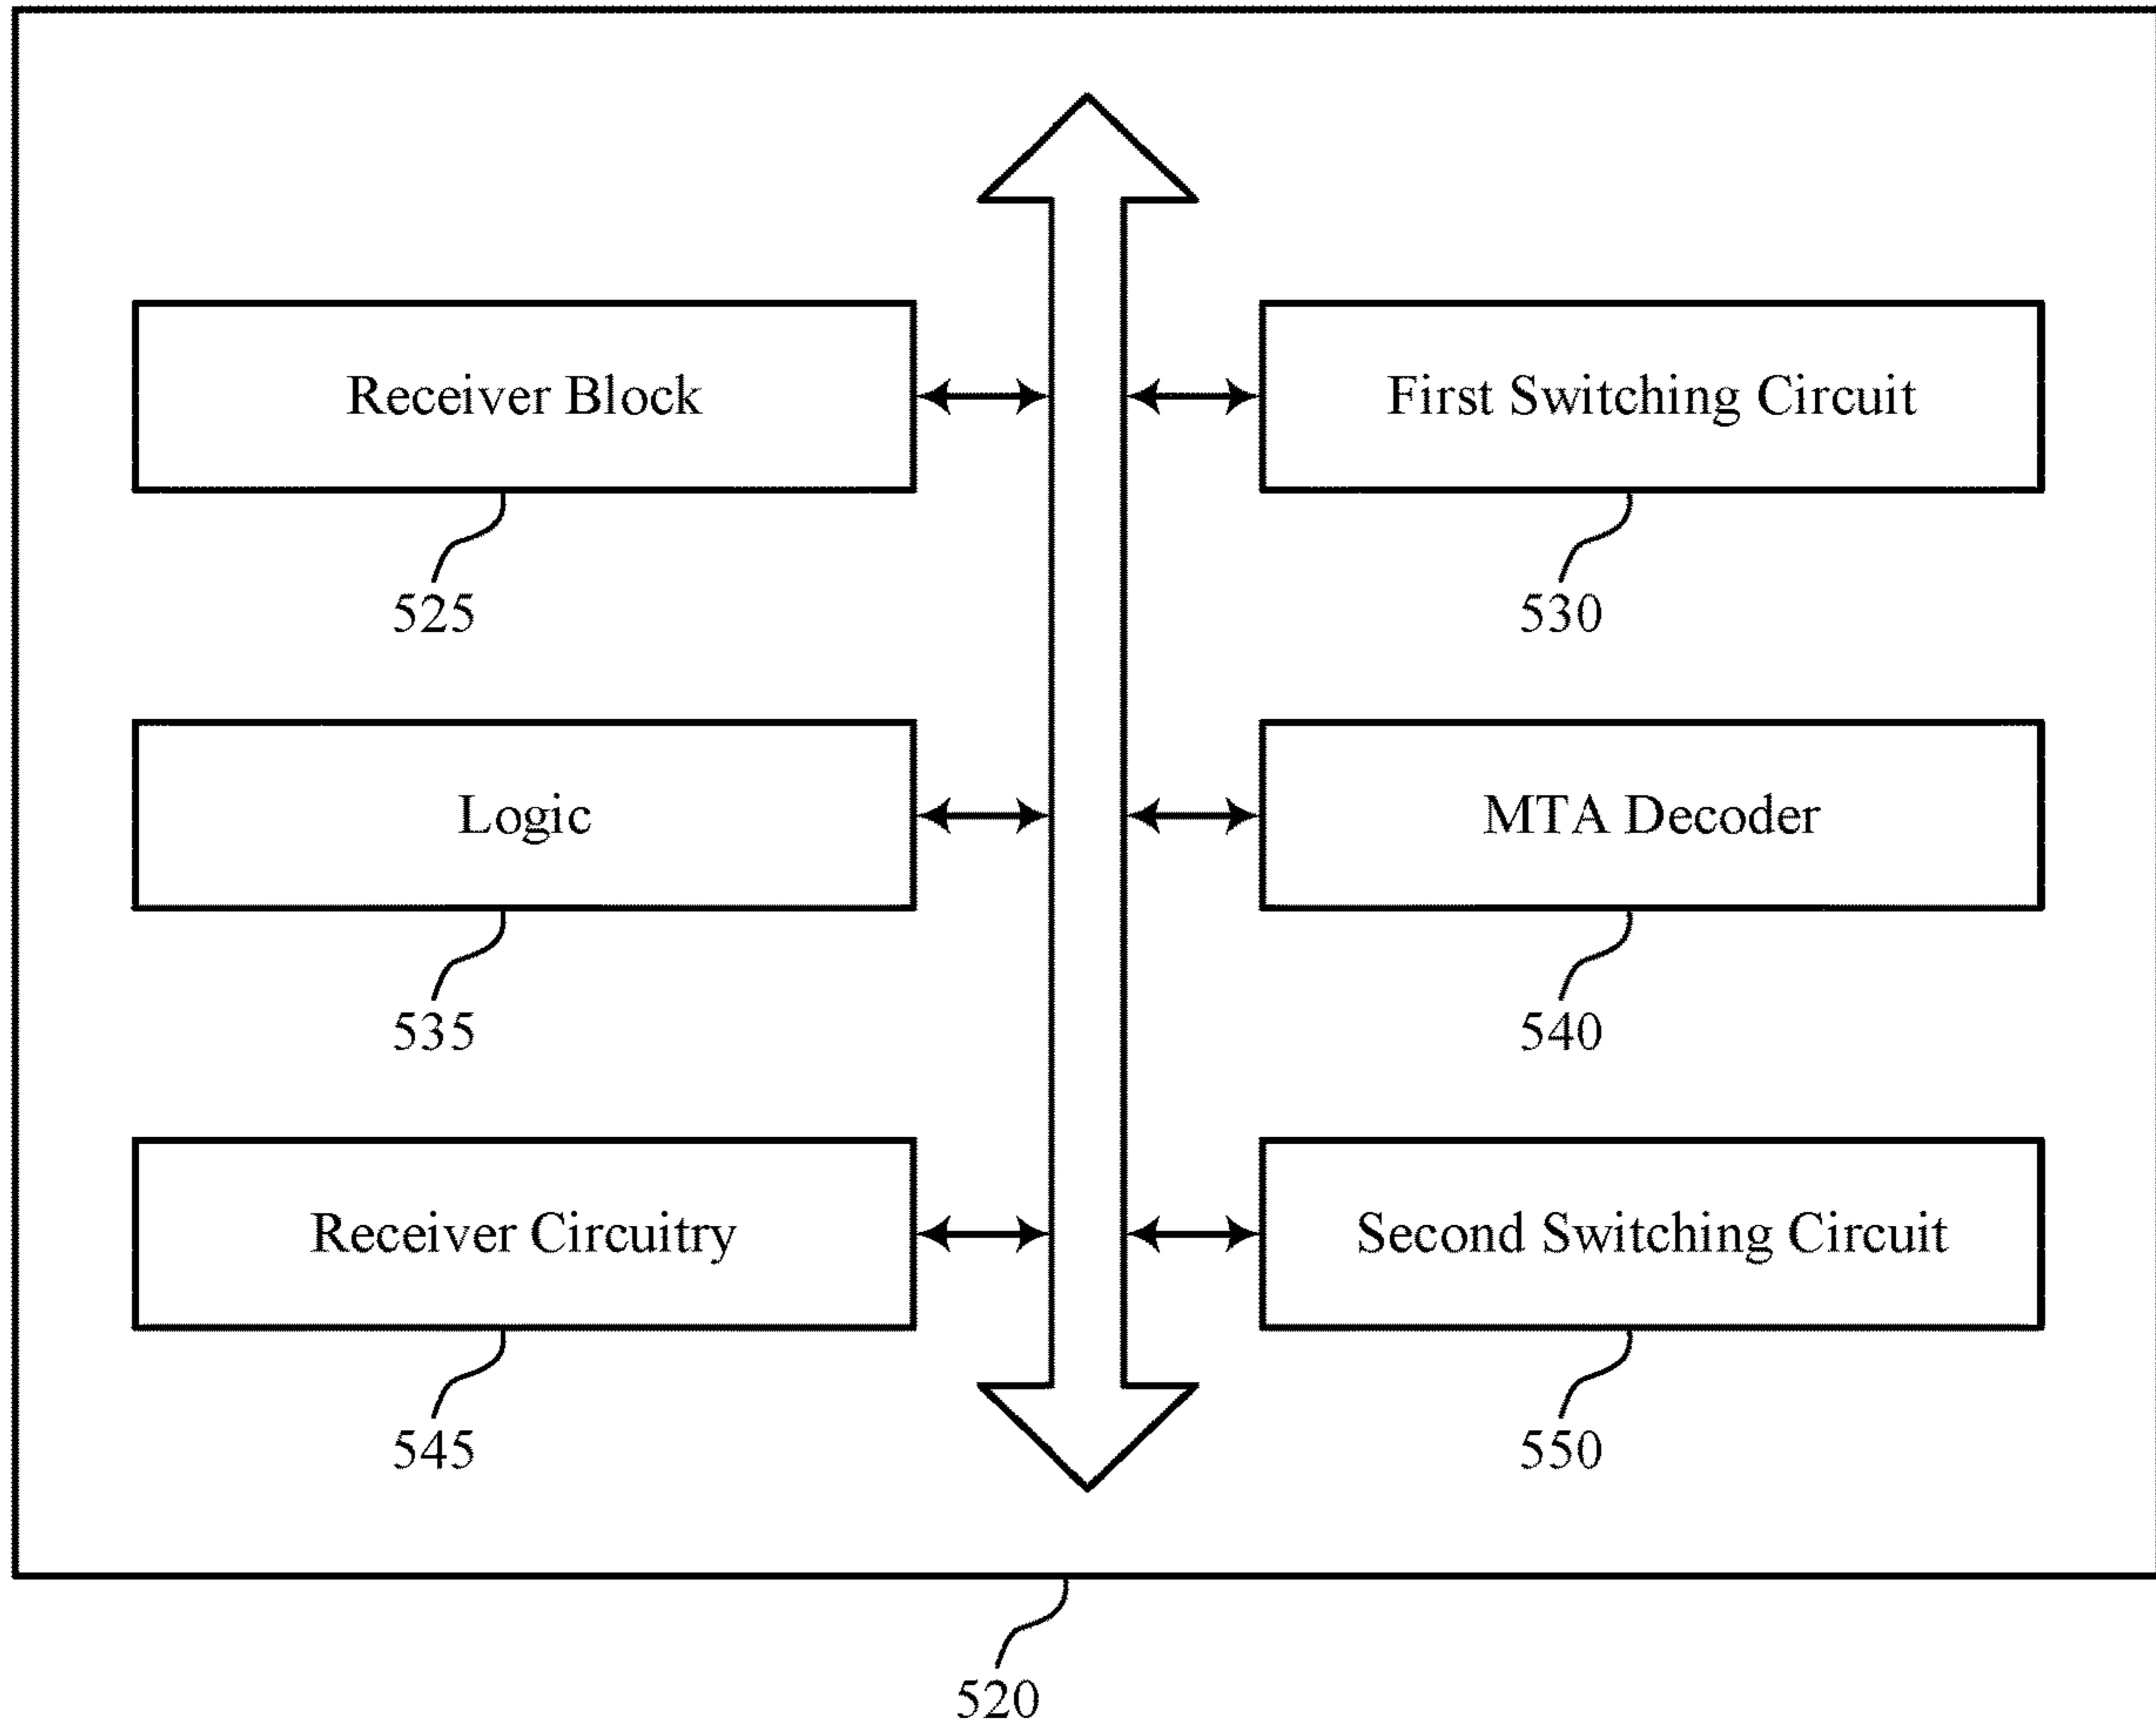 Receiver Block
First Switching Circuit
525
530
Logic
MTA Decoder
535
540
Receiver Circuitry
Second Switching Circuit
545
550
520